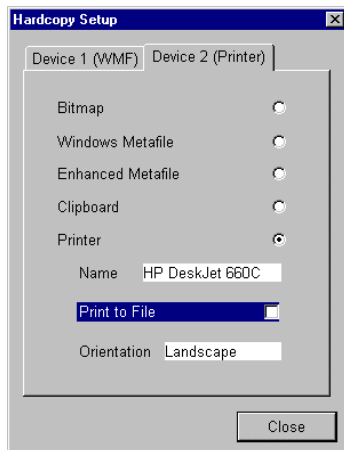 Hardcopy Setup
Device 1 (WMF) Device 2 (Printer)
Bitmap
Windows Metafile
Enhanced Metafile
Clipboard
Printer
Name HP DeskJet 660C
Print to File
Orientation Landscape
Close